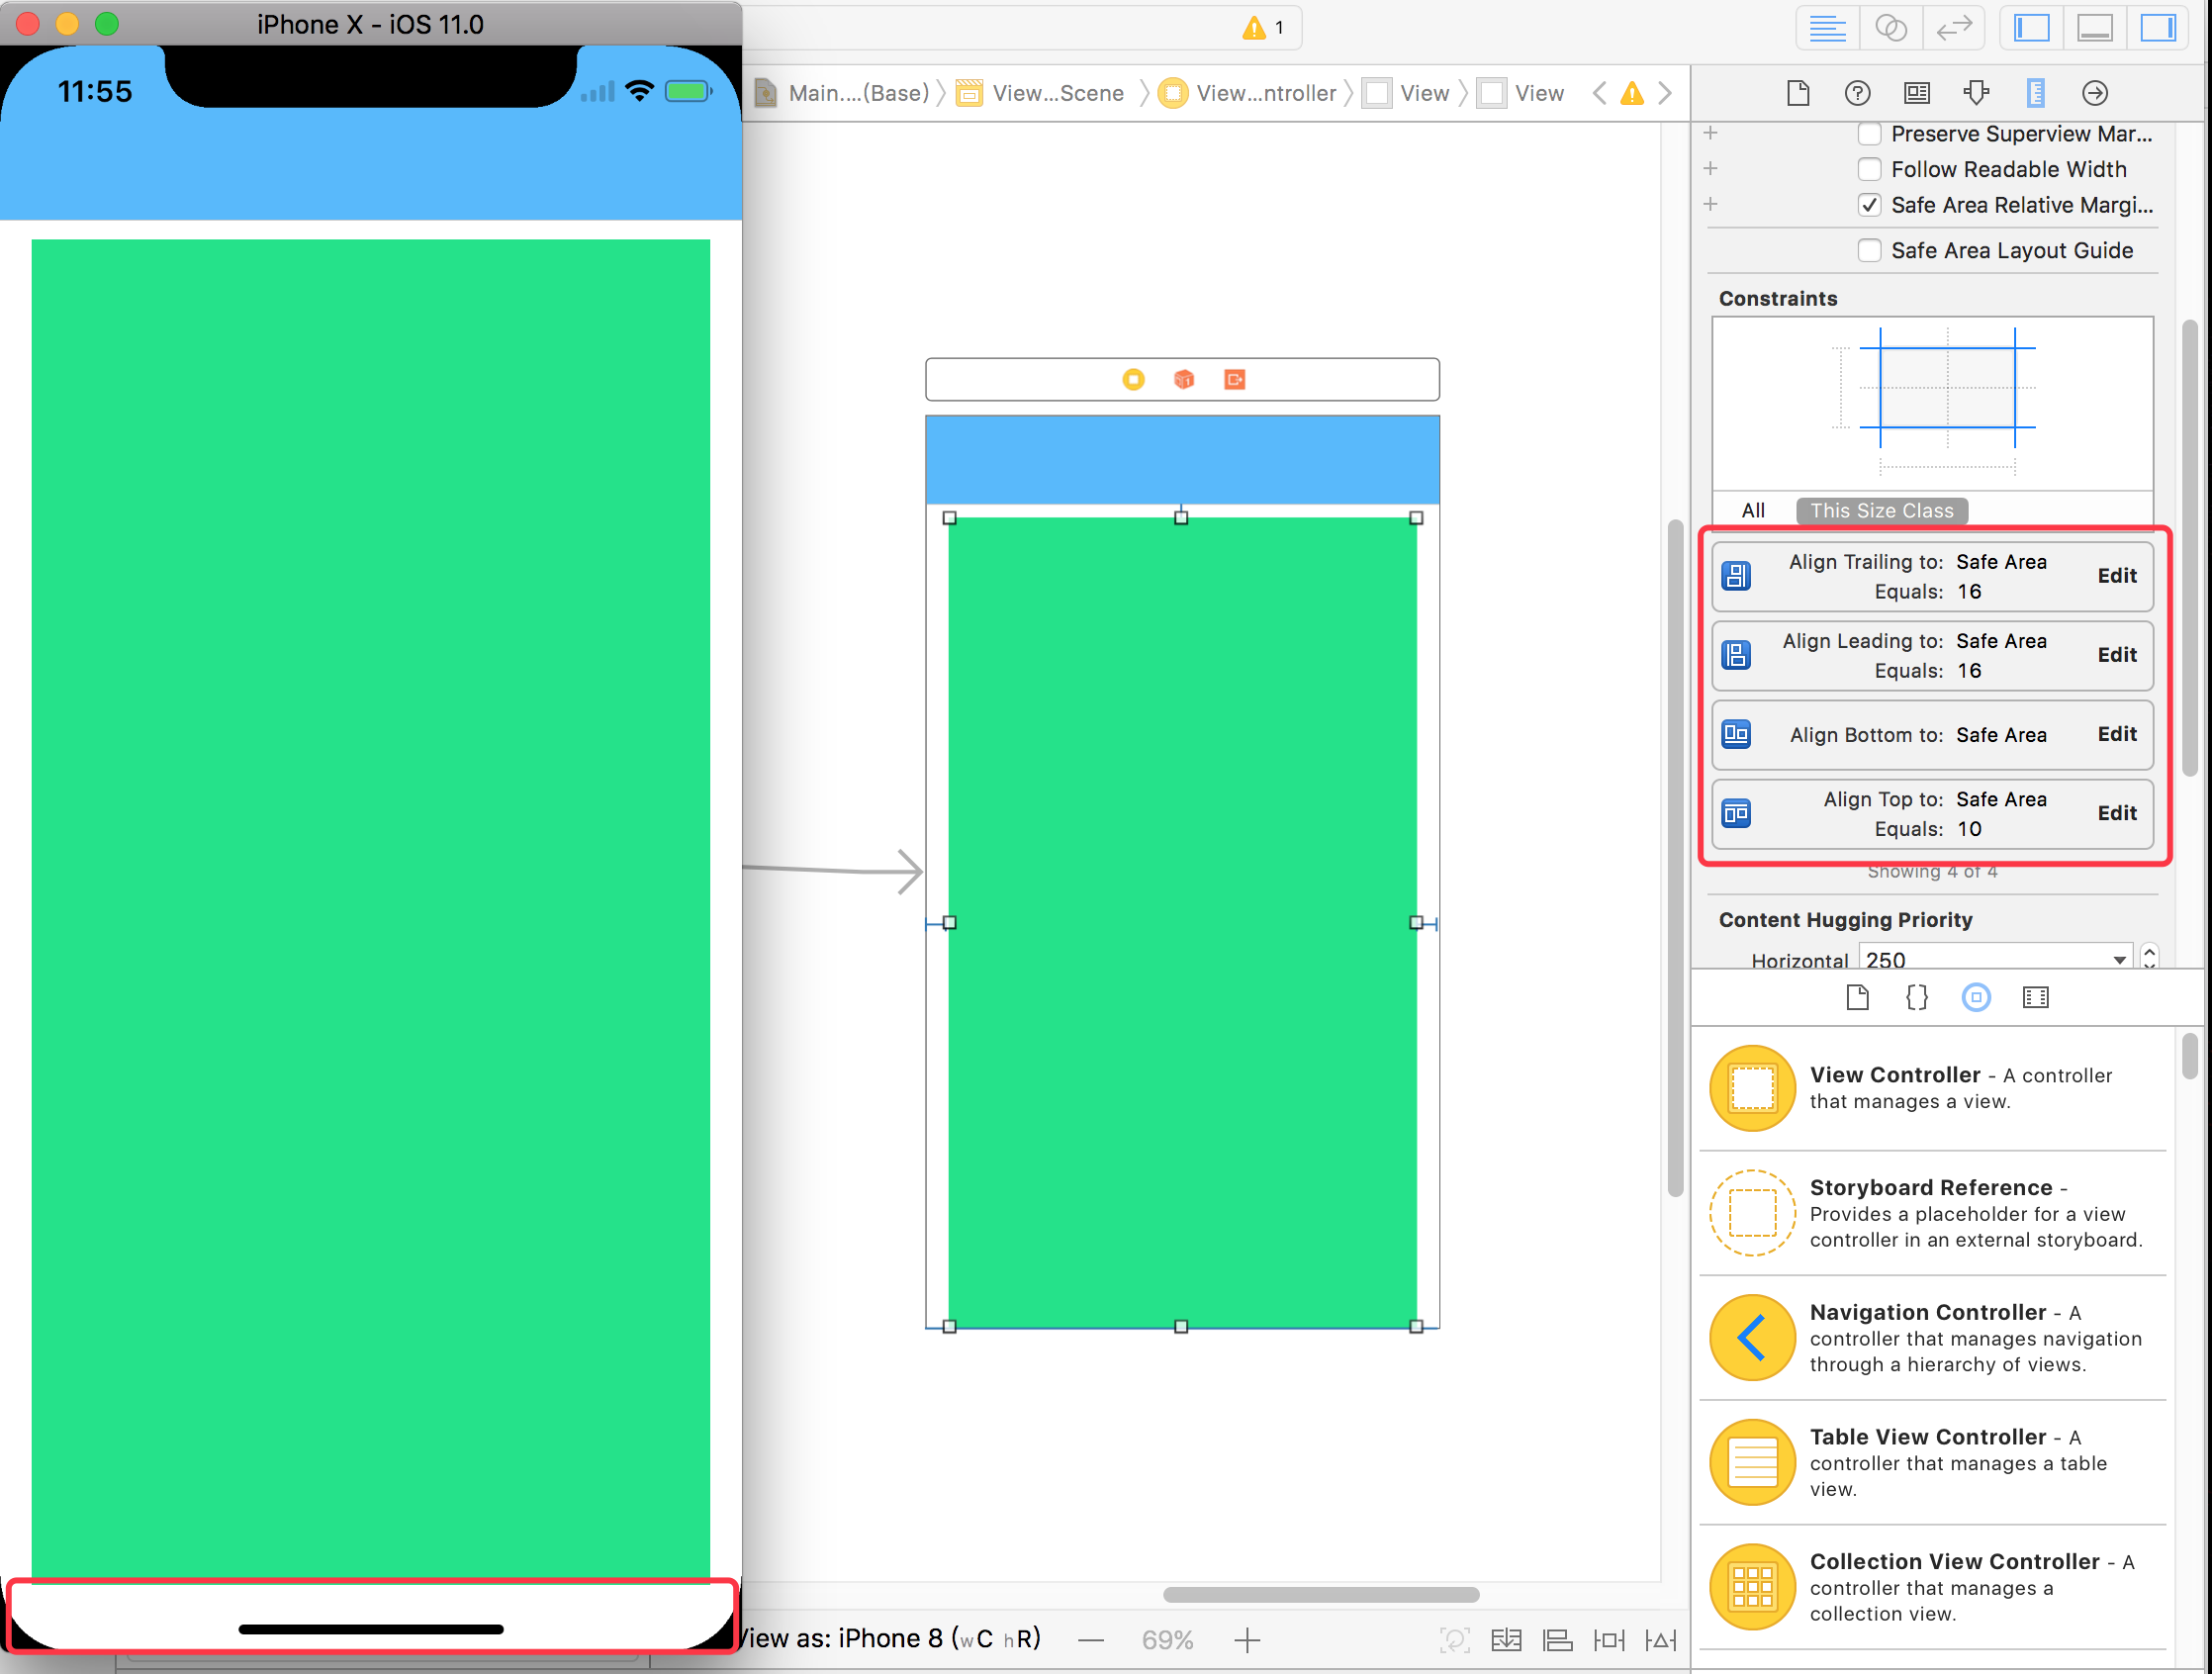 iPhone X - iOS 11.0
1
11:55
Main....(Base) View...Scene View...ntroller View View
Preserve Superview Mar...
Follow Readable Width
Safe Area Relative Margi...
Safe Area Layout Guide
Constraints
All This Size Class
Align Trailing to: Safe Area
Equals: 16
Edit
Align Leading to: Safe Area
Equals: 16
Edit
Align Bottom to: Safe Area
Edit
Align Top to: Safe Area
Equals: 10
Edit
Showing 4 of 4
Content Hugging Priority
Horizontal 250
View Controller - A controller
that manages a view.
Storyboard Reference -
Provides a placeholder for a view
controller in an external storyboard.
Navigation Controller - A
controller that manages navigation
through a hierarchy of views.
Table View Controller - A
controller that manages a table
view.
Collection View Controller - A
controller that manages a
collection view.
View as: iPhone 8 (wC hR) 69%